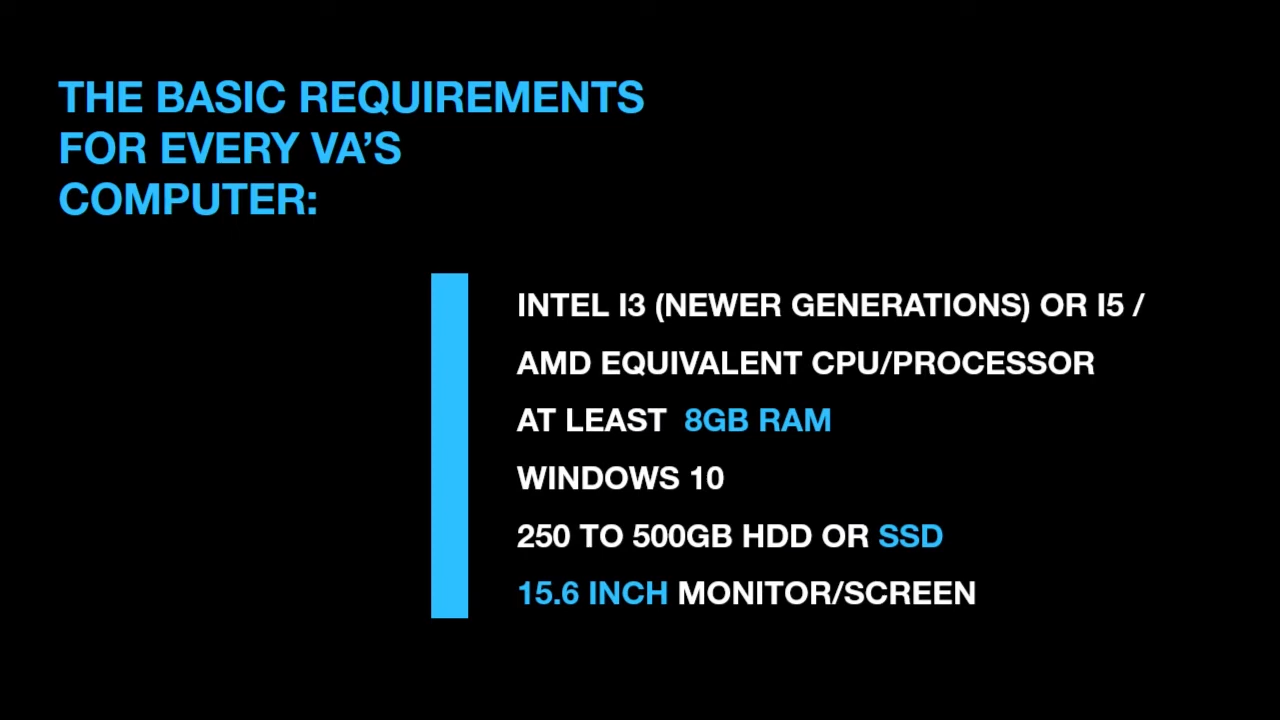 THE BASIC REQUIREMENTS
FOR EVERY VA’S
COMPUTER:
INTEL I3 (NEWER GENERATIONS) OR I5 /
AMD EQUIVALENT CPU/PROCESSOR
AT LEAST 8GB RAM
WINDOWS 10
250 TO 500GB HDD OR SSD
15.6 INCH MONITOR/SCREEN